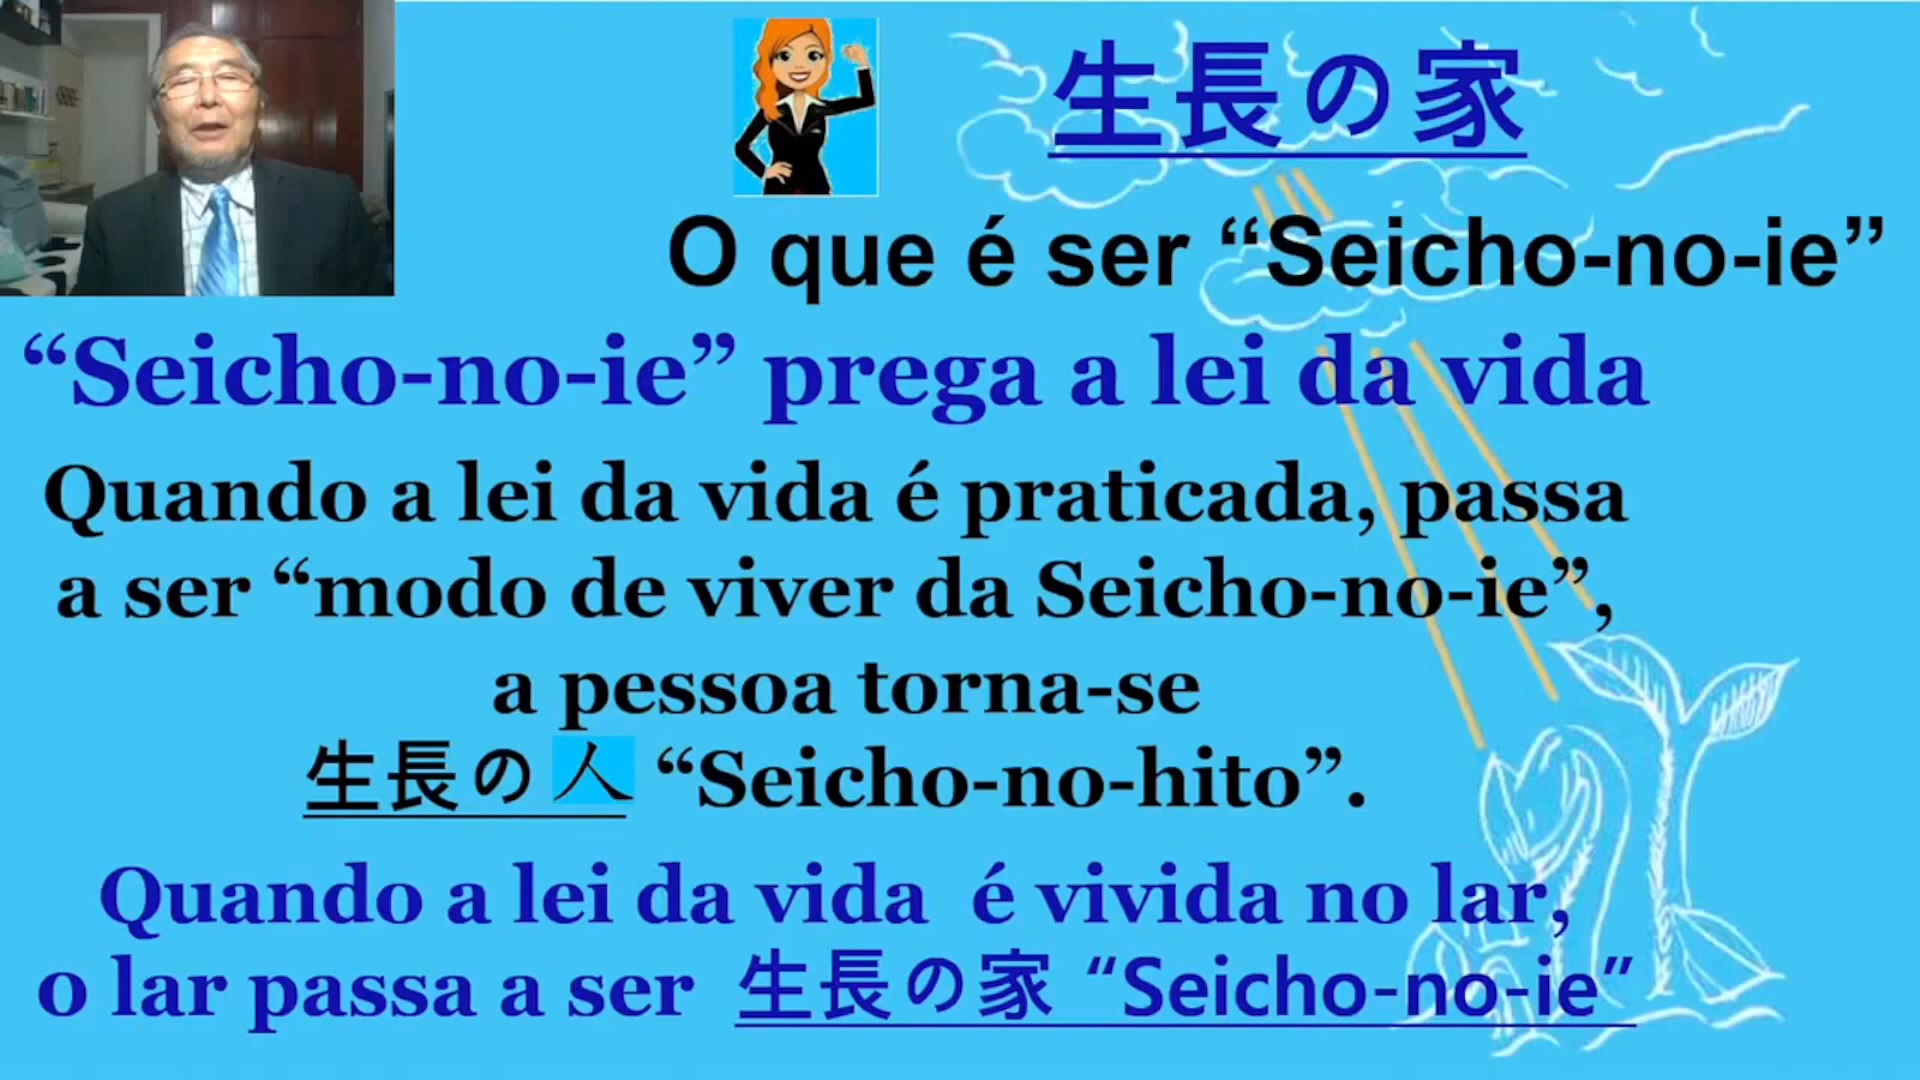 生長の家
O que é ser “Seicho-no-ie”
“Seicho-no-ie” prega a lei da vida
Quando a lei da vida é praticada, passa
a ser “modo de viver da Seicho-no-ie”,
a pessoa torna-se
生長の人 “Seicho-no-hito”.
Quando a lei da vida é vivida no lar,
o lar passa a ser 生長の家 “Seicho-no-ie”